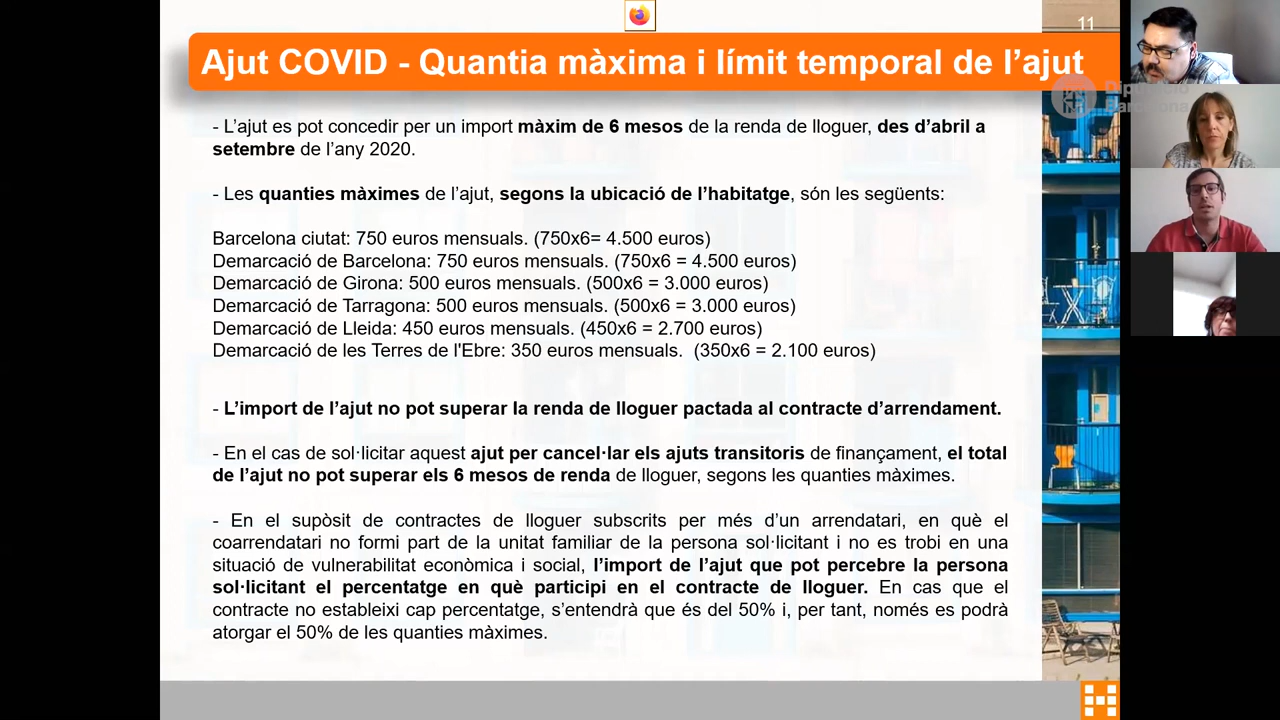 11
Ajut COVID - Quantia màxima i límit temporal de l’ajut
Diputació
Barcelona
- L’ajut es pot concedir per un import màxim de 6 mesos de la renda de lloguer, des d’abril a
setembre de l’any 2020.
- Les quanties màximes de l’ajut, segons la ubicació de l’habitatge, són les següents:
Barcelona ciutat: 750 euros mensuals. (750x6= 4.500 euros)
Demarcació de Barcelona: 750 euros mensuals. (750x6 = 4.500 euros)
Demarcació de Girona: 500 euros mensuals. (500x6 = 3.000 euros)
Demarcació de Tarragona: 500 euros mensuals. (500x6 = 3.000 euros)
Demarcació de Lleida: 450 euros mensuals. (450x6 = 2.700 euros)
Demarcació de les Terres de l'Ebre: 350 euros mensuals.  (350x6 = 2.100 euros)
- L’import de l’ajut no pot superar la renda de lloguer pactada al contracte d’arrendament.
- En el cas de sol·licitar aquest ajut per cancel·lar els ajuts transitoris de finançament, el total
de l’ajut no pot superar els 6 mesos de renda de lloguer, segons les quanties màximes.
- En el supòsit de contractes de lloguer subscrits per més d’un arrendatari, en què el
coarrendatari no formi part de la unitat familiar de la persona sol·licitant i no es trobi en una
situació de vulnerabilitat econòmica i social, l’import de l’ajut que pot percebre la persona
sol·licitant el percentatge en què participi en el contracte de lloguer. En cas que el
contracte no estableixi cap percentatge, s’entendrà que és del 50% i, per tant, només es podrà
atorgar el 50% de les quanties màximes.